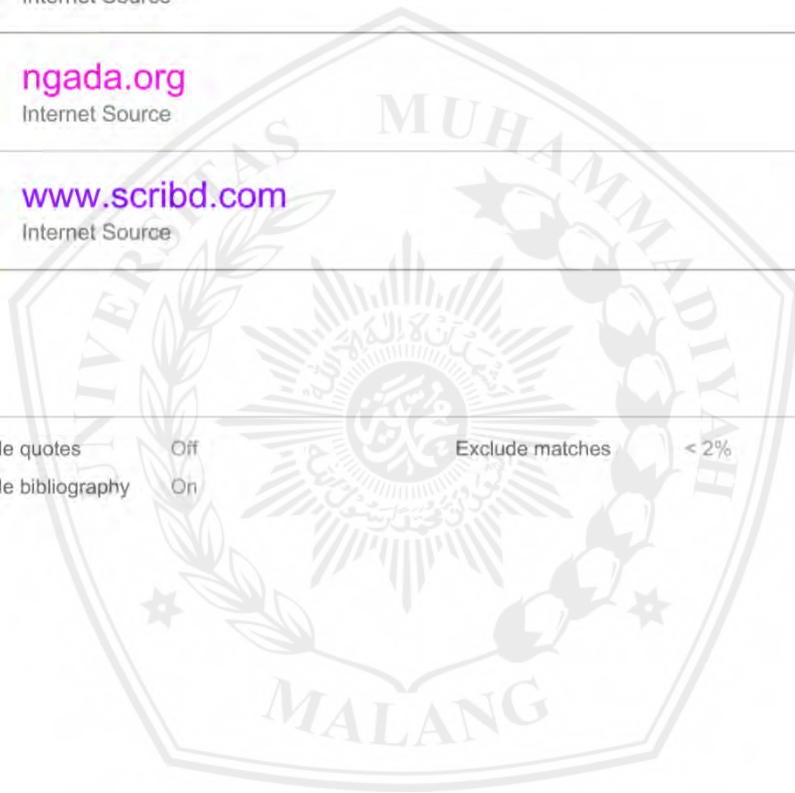 Internet Source
ngada.org
Internet Source
www.scribd.com
Internet Source
le quotes Off Exclude matches < 2%
le bibliography On
UNIVERSITAS MUHAMMADIYAH
MALANG